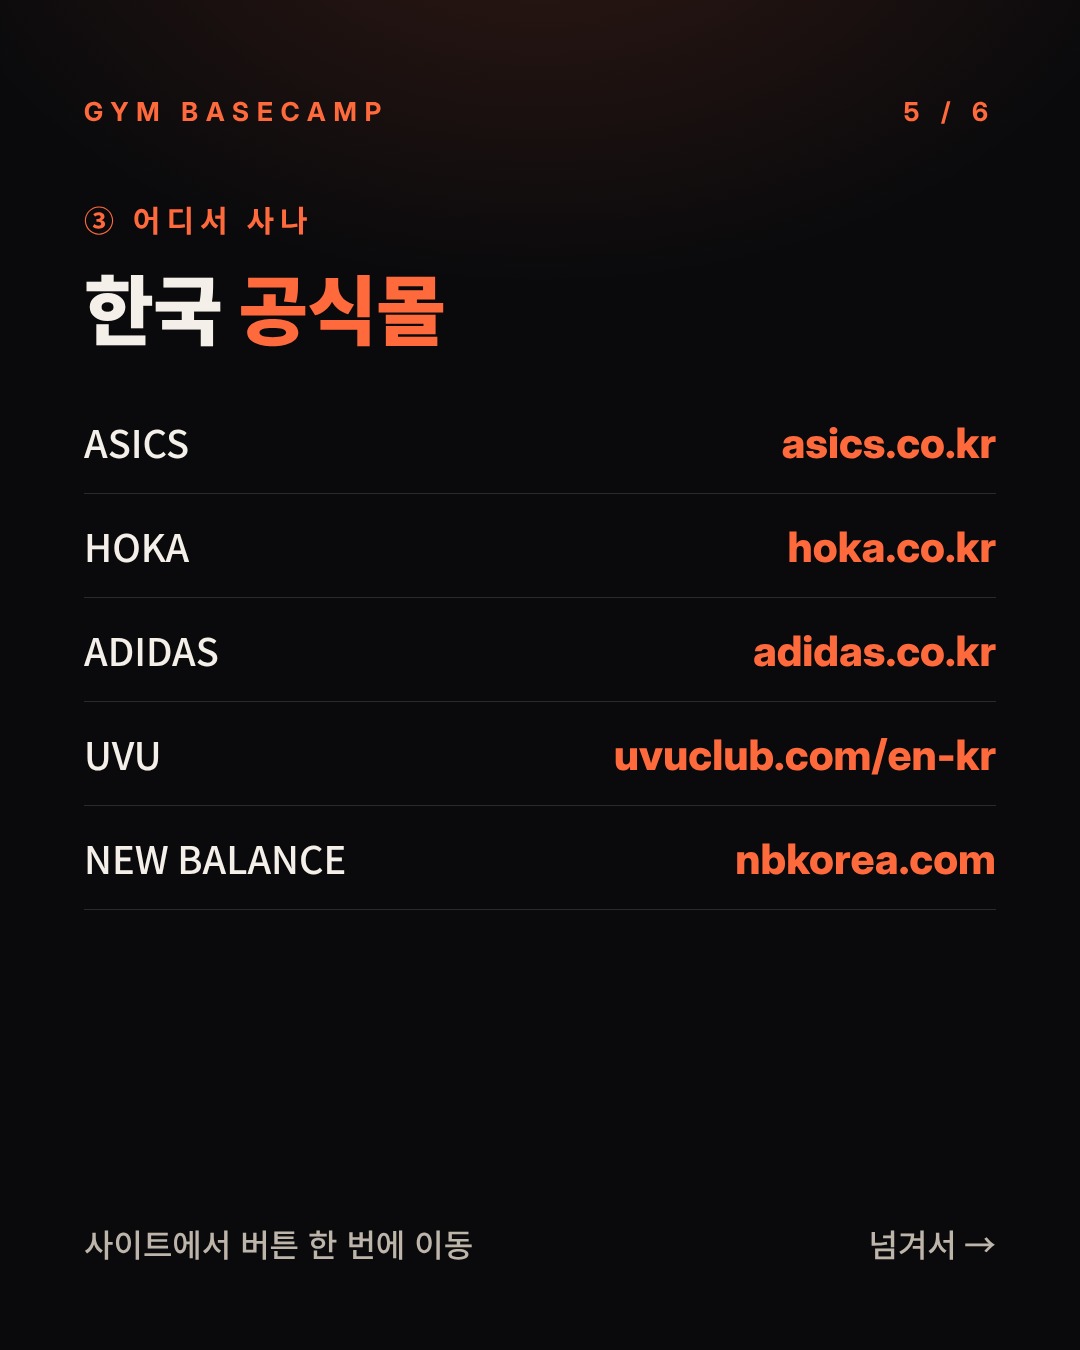 GYM BASECAMP 5 / 6
③ 어디서 사나
한국 공식몰
ASICS asics.co.kr
HOKA hoka.co.kr
ADIDAS adidas.co.kr
UVU uvuclub.com/en-kr
NEW BALANCE nbkorea.com
사이트에서 버튼 한 번에 이동 넘겨서 →